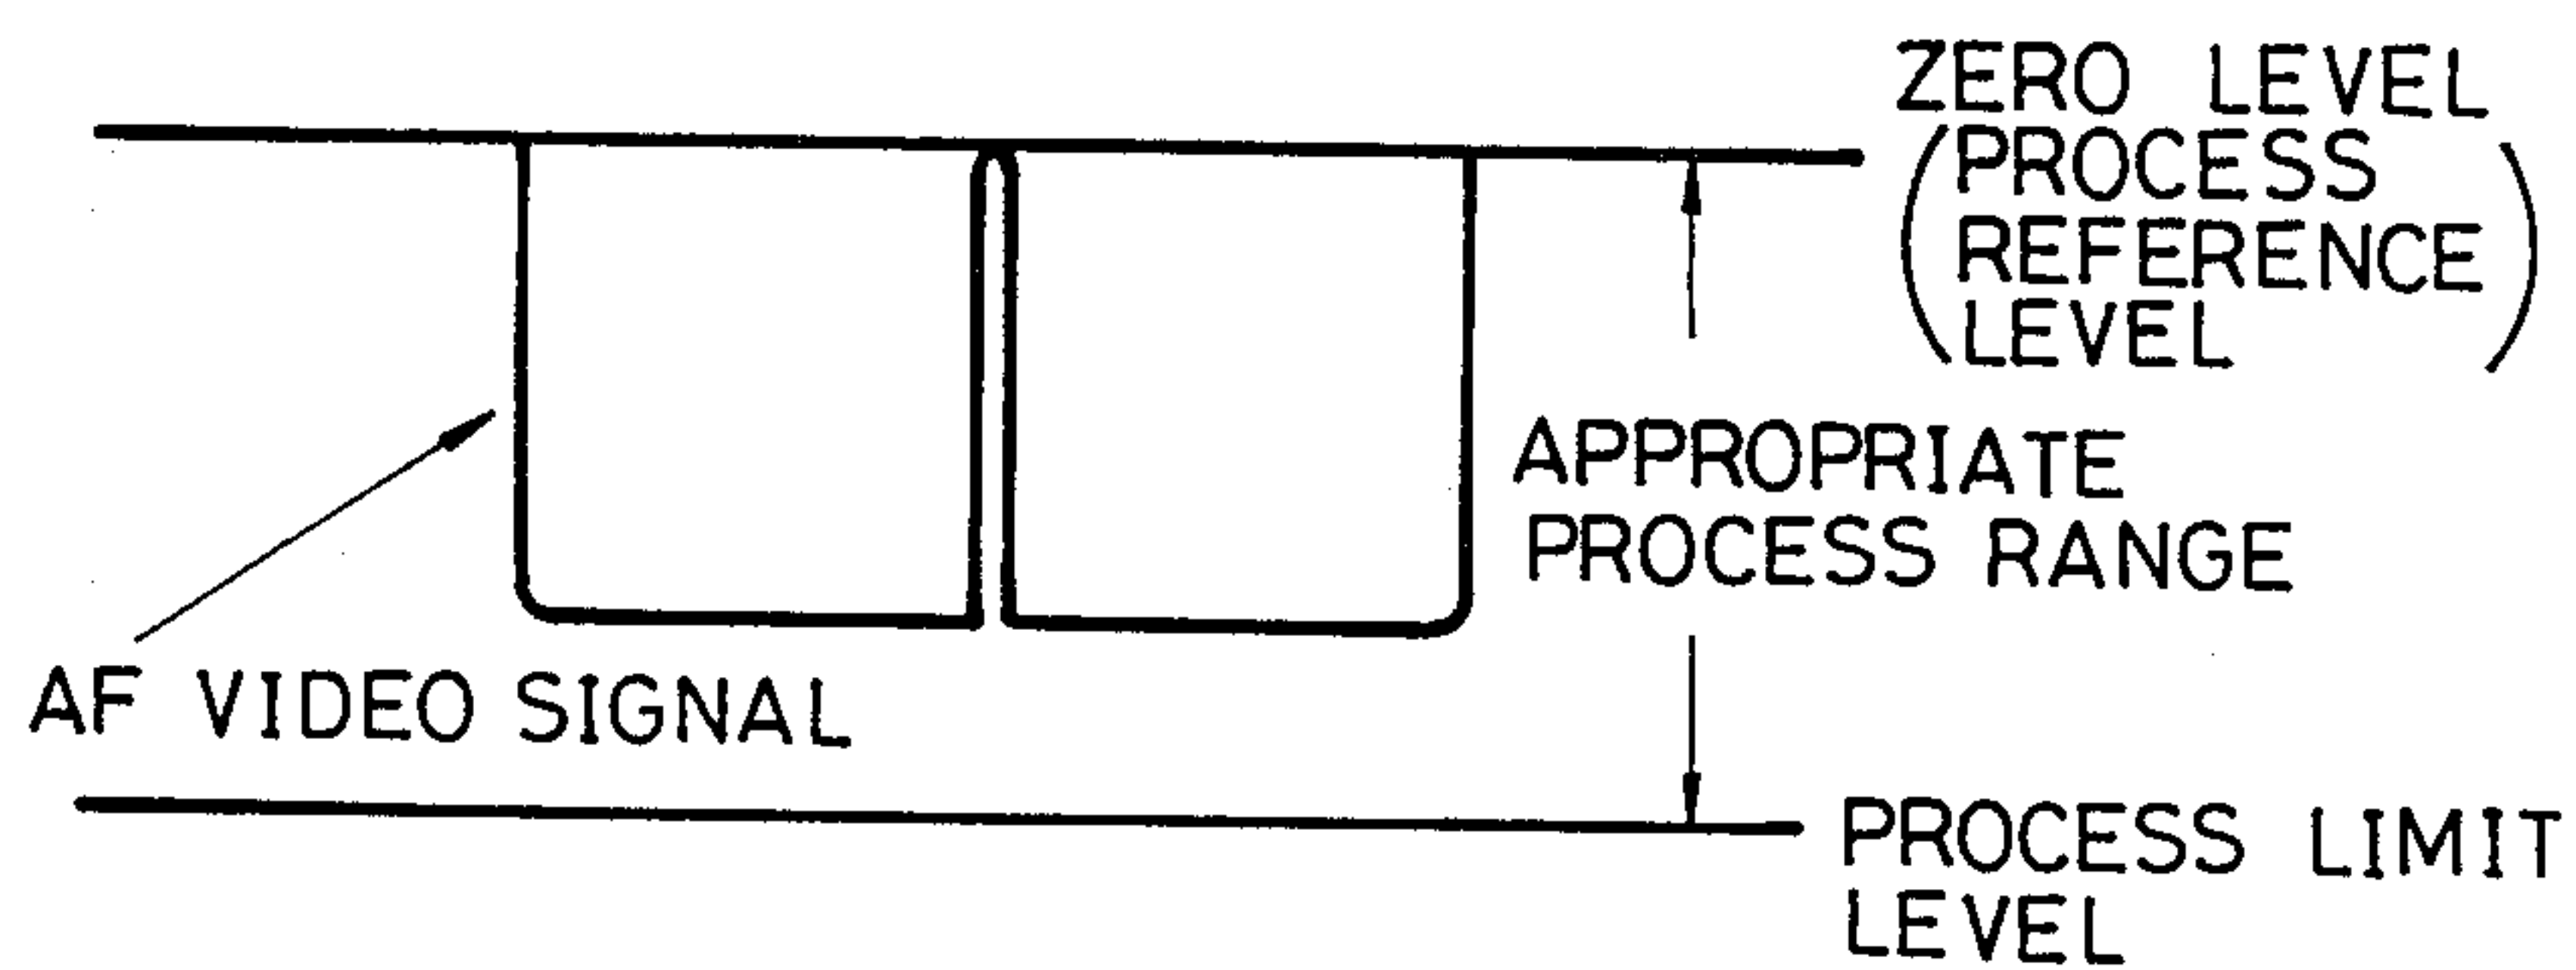 ZERO LEVEL
(PROCESS
REFERENCE
LEVEL)
APPROPRIATE
PROCESS RANGE
AF VIDEO SIGNAL
PROCESS LIMIT
LEVEL